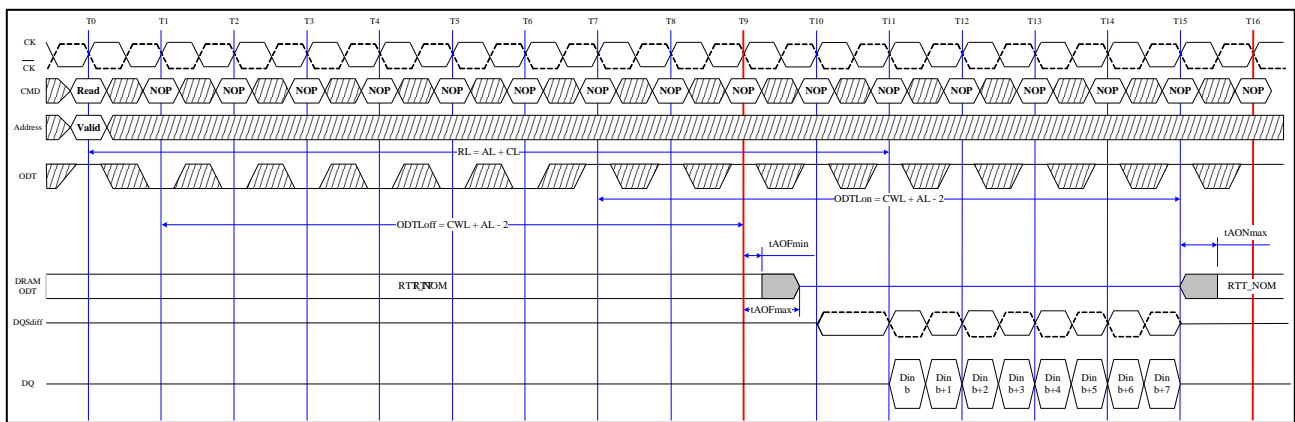 T0 T1 T2 T3 T4 T5 T6 T7 T8 T9 T10 T11 T12 T13 T14 T15 T16
CK
CK
CMD Read NOP NOP NOP NOP NOP NOP NOP NOP NOP NOP NOP NOP NOP NOP NOP NOP
Address Valid
RL = AL + CL
ODT
ODTLon = CWL + AL - 2
ODTLoff = CWL + AL - 2
tAOFmin tAONmax
DRAM
ODT
RTT_NOM RTT_NOM
tAOFmax
DQSdiff
DQ
Din Din Din Din Din Din Din Din
b b+1 b+2 b+3 b+4 b+5 b+6 b+7